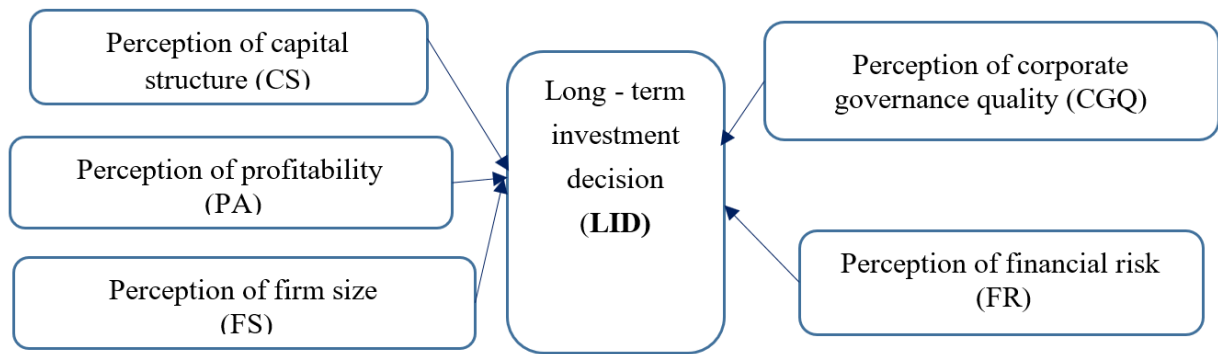 Perception of capital
structure (CS)
Perception of profitability
(PA)
Perception of firm size
(FS)
Long - term
investment
decision
(LID)
Perception of corporate
governance quality (CGQ)
Perception of financial risk
(FR)